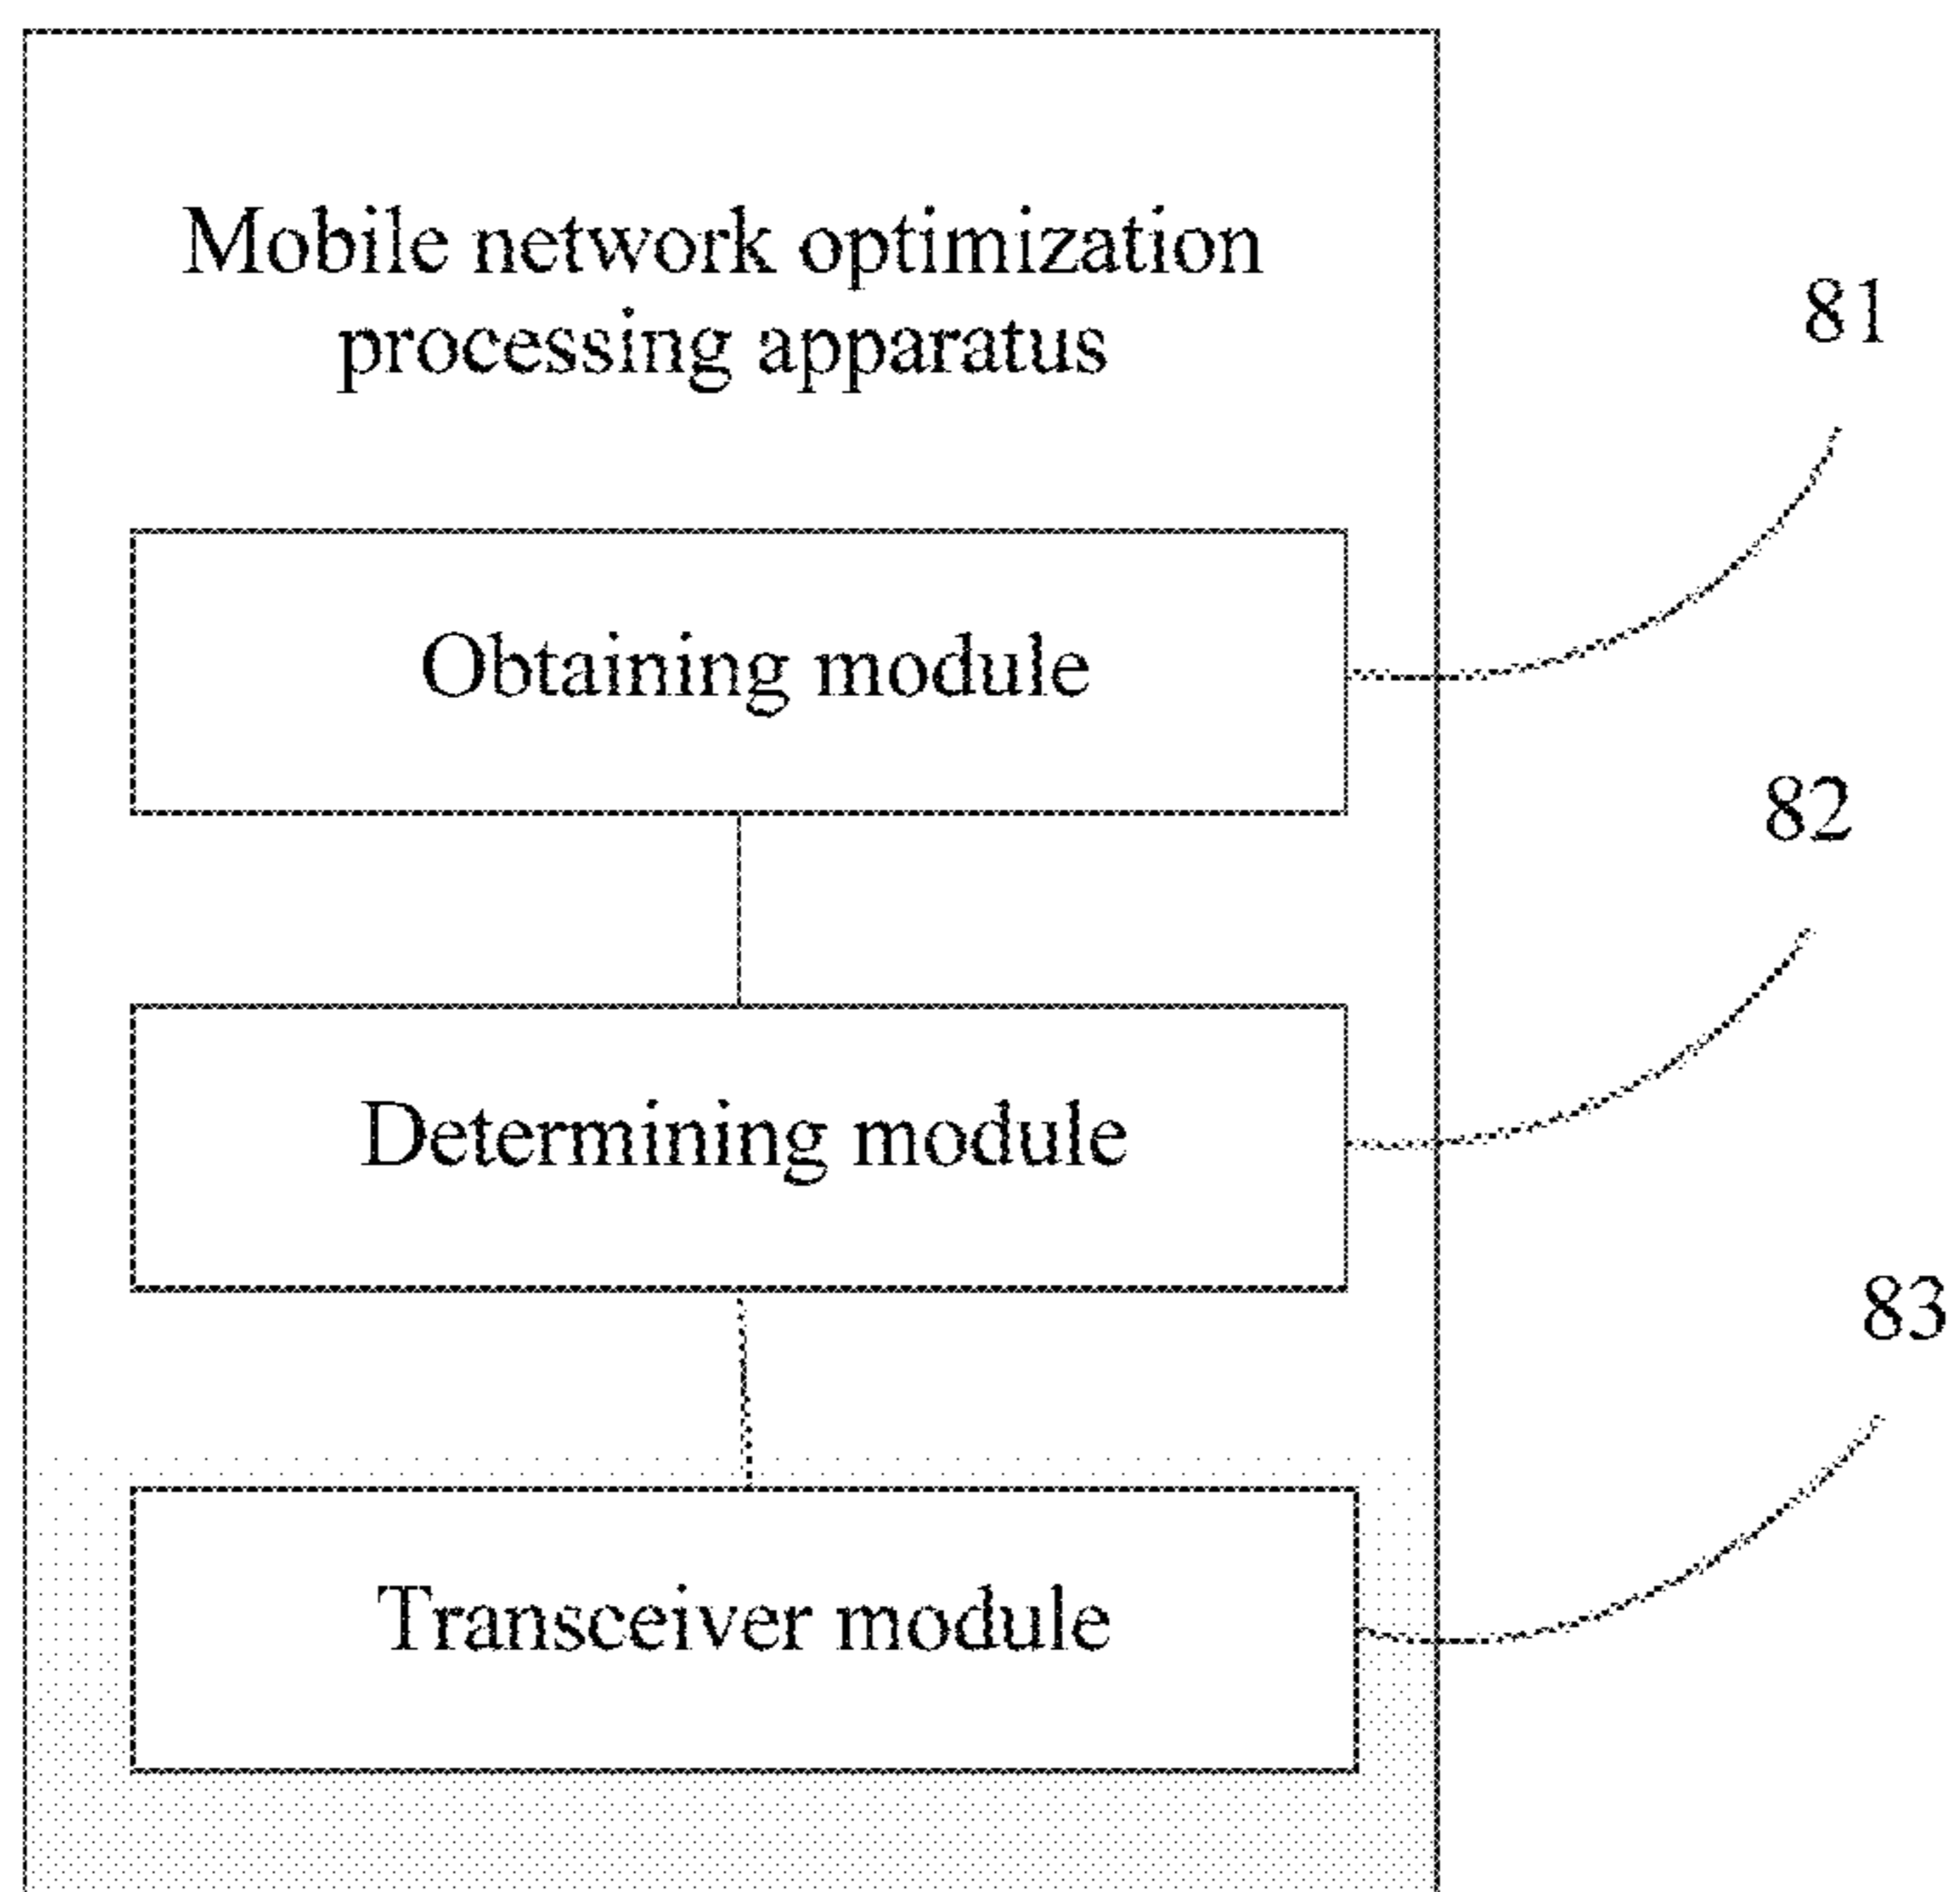 Mobile network optimization
processing apparatus
81
Obtaining module
82
Determining module
83
Transceiver module